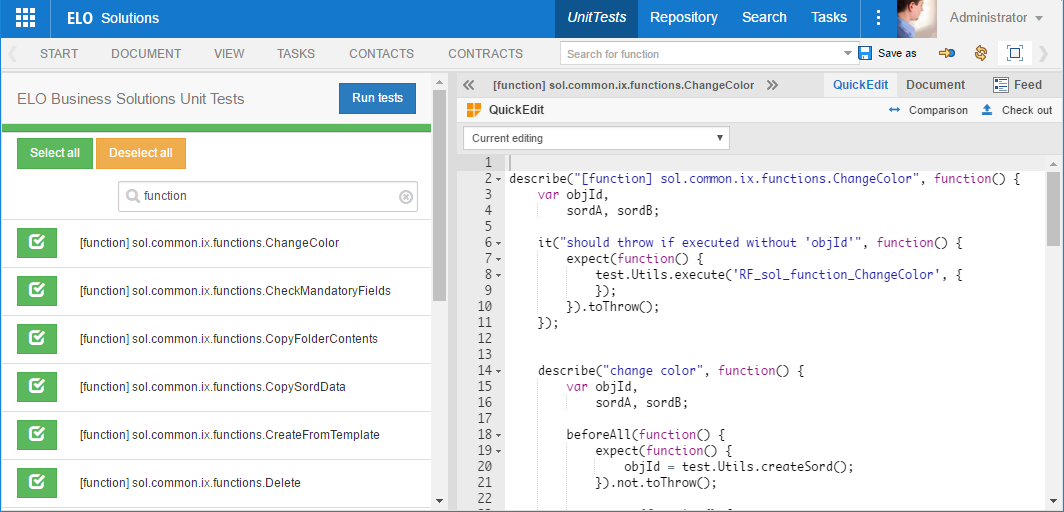 ELO Solutions
UnitTests Repository Search Tasks Administrator
START DOCUMENT VIEW TASKS CONTACTS CONTRACTS Search for function Save as
ELO Business Solutions Unit Tests
Run tests
Select all Deselect all
function
[function] sol.common.ix.functions.ChangeColor
[function] sol.common.ix.functions.CheckMandatoryFields
[function] sol.common.ix.functions.CopyFolderContents
[function] sol.common.ix.functions.CopySordData
[function] sol.common.ix.functions.CreateFromTemplate
[function] sol.common.ix.functions.Delete
[function] sol.common.ix.functions.ChangeColor QuickEdit Document Feed
QuickEdit Comparison Check out
Current editing
1
2 describe("[function] sol.common.ix.functions.ChangeColor", function() {
3 var objId,
4 sordA, sordB;
5
6 it("should throw if executed without 'objId'", function() {
7 expect(function() {
8 test.Utils.execute('RF_sol_function_ChangeColor', {
9 });
10 }).toThrow();
11 });
12
13
14 describe("change color", function() {
15 var objId,
16 sordA, sordB;
17
18 beforeAll(function() {
19 expect(function() {
20 objId = test.Utils.createSord();
21 }).not.toThrow();
22